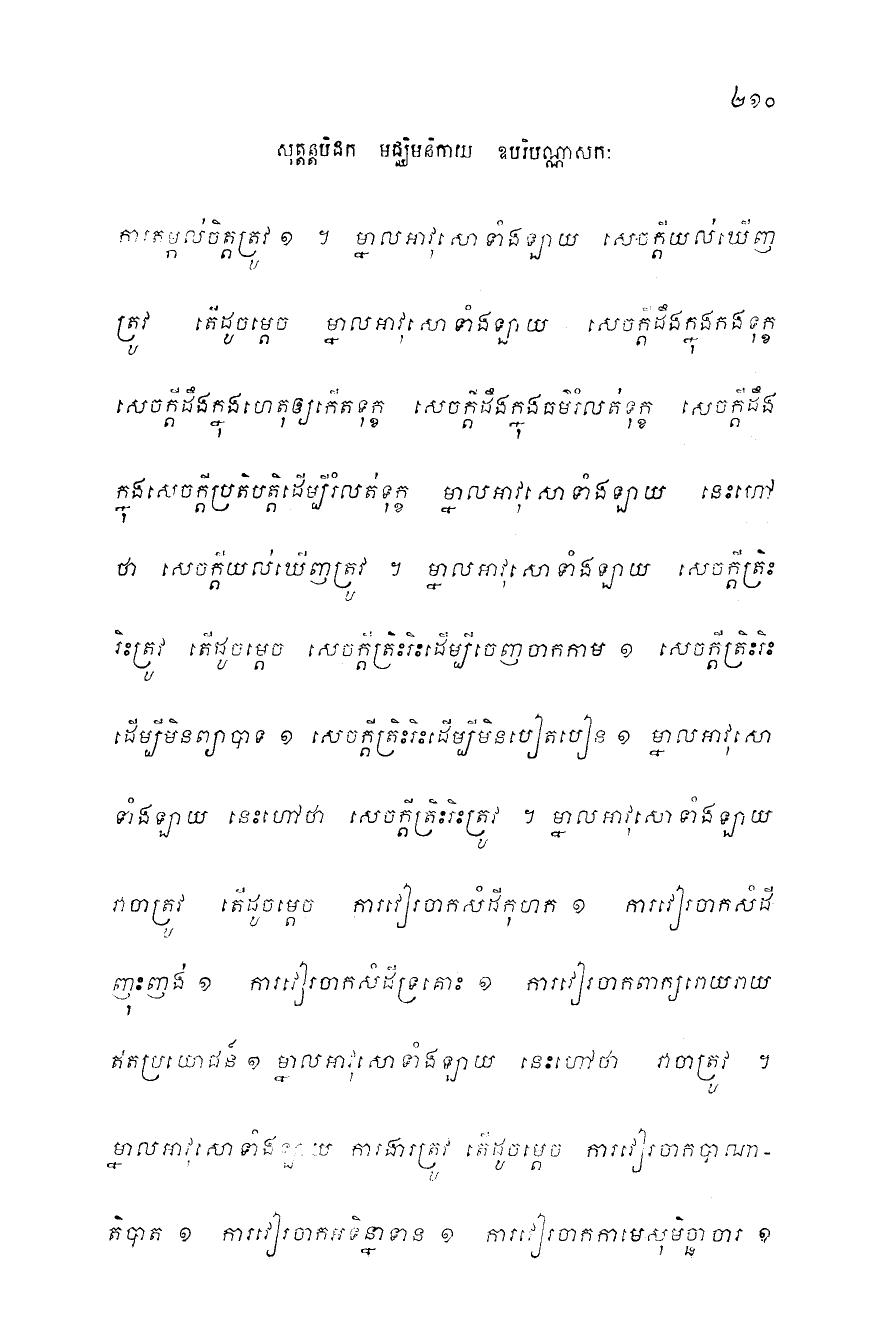 ២១០
សុត្តន្តបិដក មជ្ឈិមនិកាយ ឧបរិបណ្ណាសកៈ
ការតម្កល់ចិត្តត្រូវ ១ ។ ម្នាលអាវុសោទាំងឡាយ សេចក្តីយល់ឃើញ
ត្រូវ តើដូចម្តេច ម្នាលអាវុសោទាំងឡាយ សេចក្តីដឹងក្នុងកងទុក្ខ
សេចក្តីដឹងក្នុងហេតុឲ្យកើតទុក្ខ សេចក្តីដឹងក្នុងធម៌រំលត់ទុក្ខ សេចក្តីដឹង
ក្នុងសេចក្តីប្រតិបត្តិដើម្បីរំលត់ទុក្ខ ម្នាលអាវុសោទាំងឡាយ នេះហៅ
ថា សេចក្តីយល់ឃើញត្រូវ ។ ម្នាលអាវុសោទាំងឡាយ សេចក្តីត្រិះ
រិះត្រូវ តើដូចម្តេច សេចក្តីត្រិះរិះដើម្បីចេញចាកកាម ១ សេចក្តីត្រិះរិះ
ដើម្បីមិនព្យាបាទ ១ សេចក្តីត្រិះរិះដើម្បីមិនបៀតបៀន ១ ម្នាលអាវុសោ
ទាំងឡាយ នេះហៅថា សេចក្តីត្រិះរិះត្រូវ ។ ម្នាលអាវុសោទាំងឡាយ
វាចាត្រូវ តើដូចម្តេច ការវៀរចាកសំដីកុហក ១ ការវៀរចាកសំដី
ញុះញង់ ១ ការវៀរចាកសំដីទ្រគោះ ១ ការវៀរចាកពាក្យរោយរាយ
ឥតប្រយោជន៍ ១ ម្នាលអាវុសោទាំងឡាយ នេះហៅថា វាចាត្រូវ ។
ម្នាលអាវុសោទាំងឡាយ ការងារត្រូវ តើដូចម្តេច ការវៀរចាកបាណា-
តិបាត ១ ការវៀរចាកអទិន្នាទាន ១ ការវៀរចាកកាមេសុមិច្ឆាចារ ១